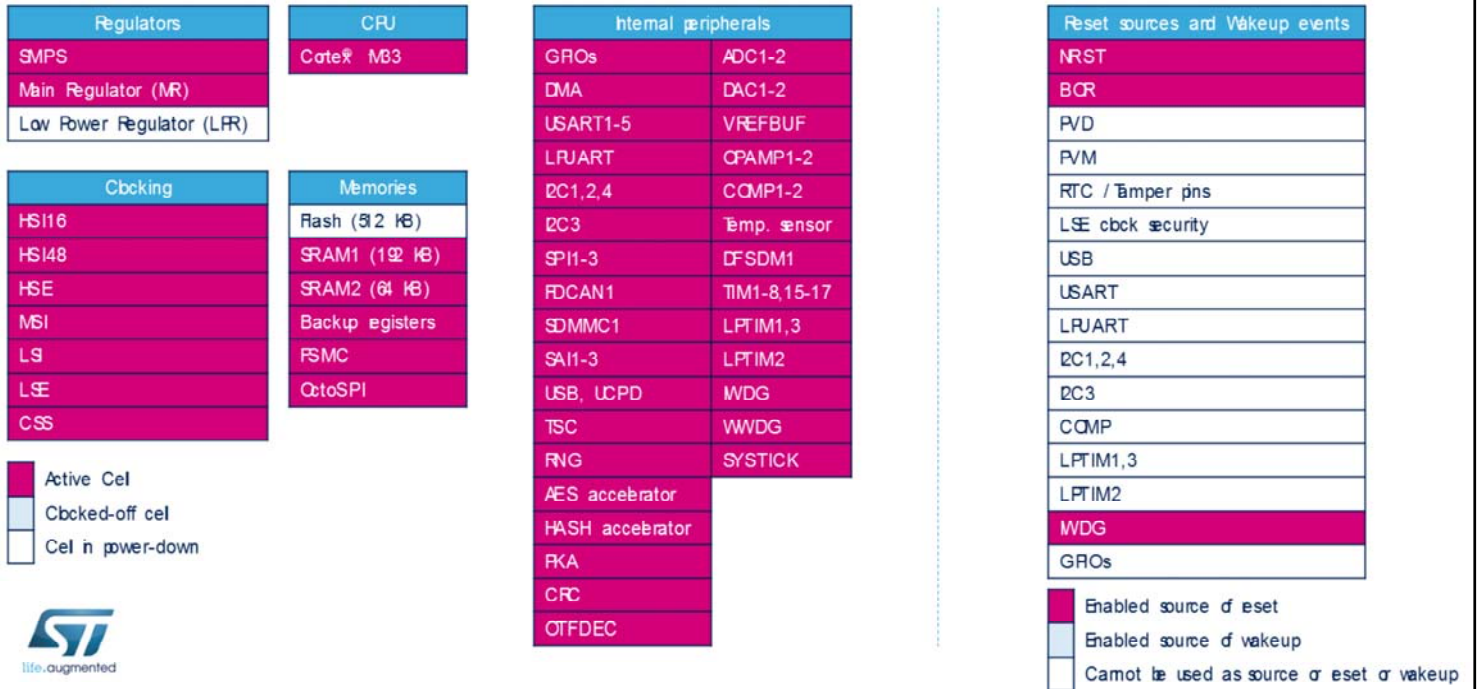 Regulators
SMPS
Main Regulator (MR)
Low Power Regulator (LPR)
CPU
Cortex® M33
Clocking
HSI16
HSI48
HSE
MSI
LSI
LSE
CSS
Memories
Flash (512 KB)
SRAM1 (192 KB)
SRAM2 (64 KB)
Backup registers
FSMC
OctoSPI
Active Cell
Clocked-off cell
Cell in power-down
life.augmented
Internal peripherals
GPIOs ADC1-2
DMA DAC1-2
USART1-5 VREFBUF
LPUART OPAMP1-2
I2C1,2,4 COMP1-2
I2C3 Temp. sensor
SPI1-3 DFSDM1
FDCAN1 TIM1-8,15-17
SDMMC1 LPTIM1,3
SAI1-3 LPTIM2
USB, UCPD IWDG
TSC WWDG
RNG SYSTICK
AES accelerator
HASH accelerator
PKA
CRC
OTFDEC
Reset sources and Wakeup events
NRST
BOR
PVD
PVM
RTC / Tamper pins
LSE clock security
USB
USART
LPUART
I2C1,2,4
I2C3
COMP
LPTIM1,3
LPTIM2
IWDG
GPIOs
Enabled source of reset
Enabled source of wakeup
Cannot be used as source or reset or wakeup